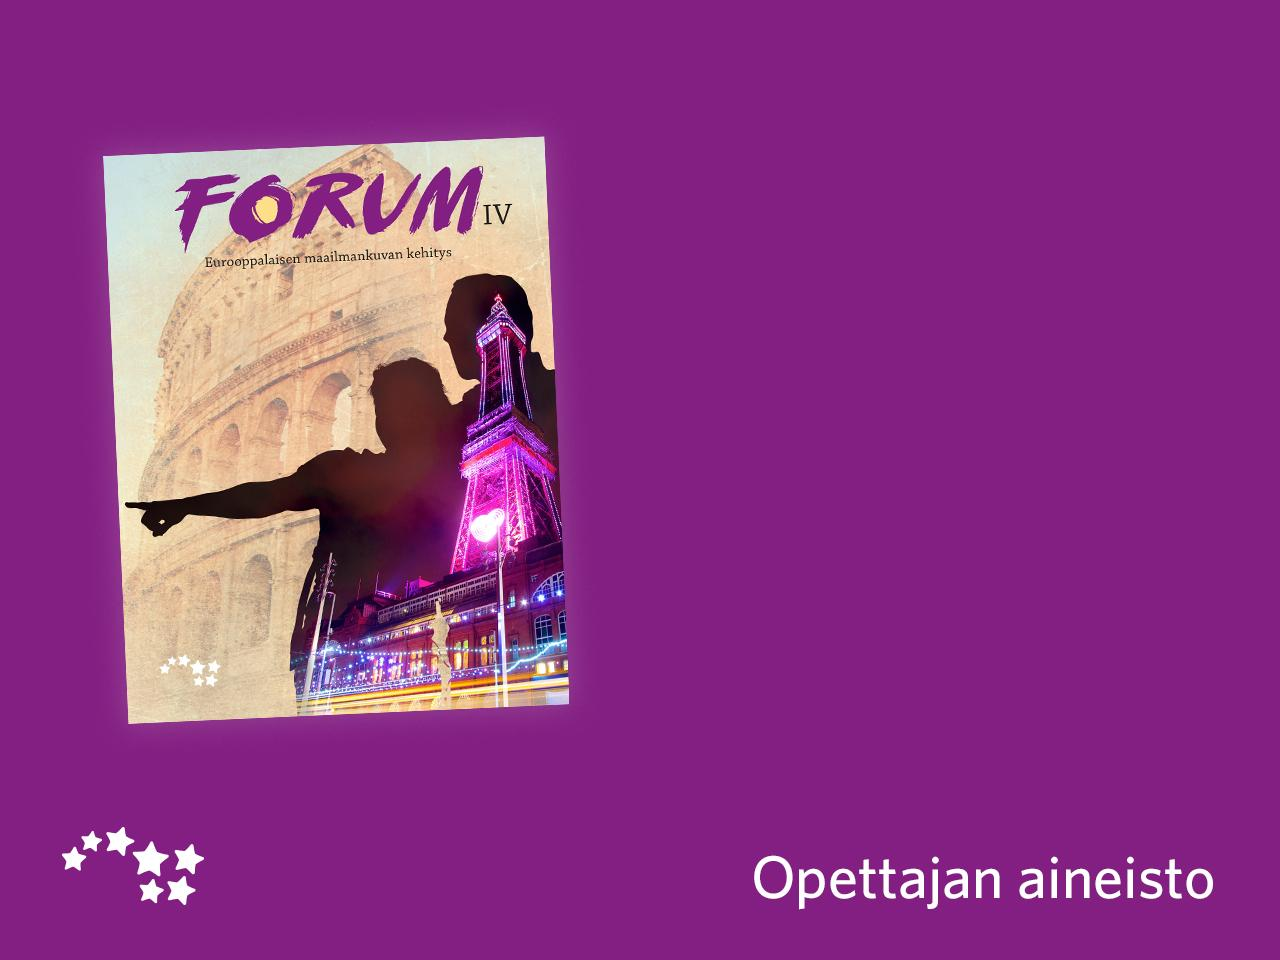 FORUM IV
Eurooppalaisen maailmankuvan kehitys
Opettajan aineisto